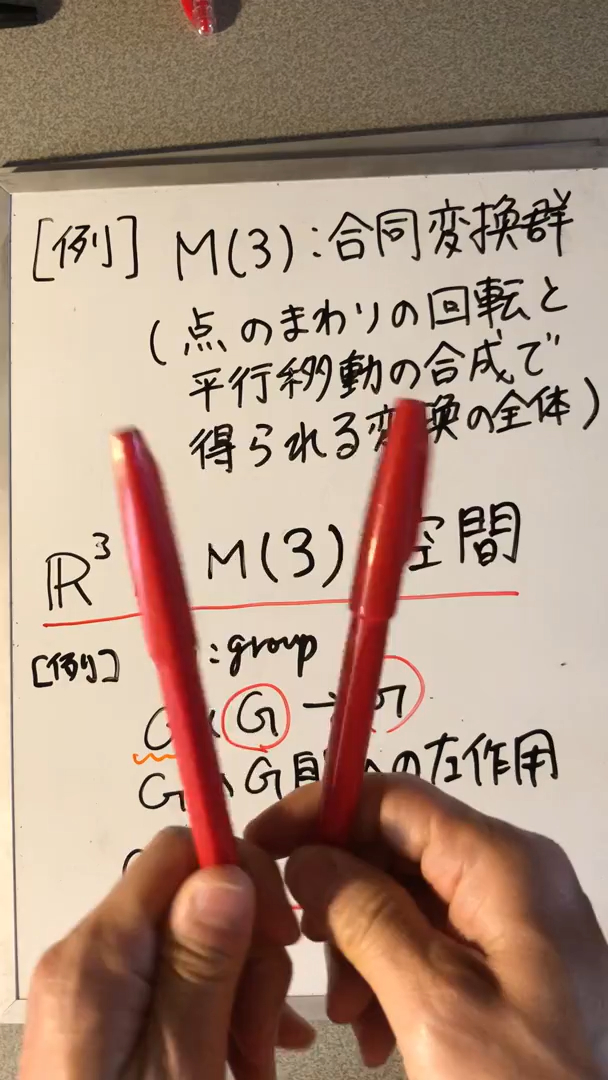 [例] M(3):合同変換群
(点のまわりの回転と
平行移動の合成で
得られる変換の全体)
ℝ³ M(3) 空間
[例] :group
G × G → G
G G 自 への左作用